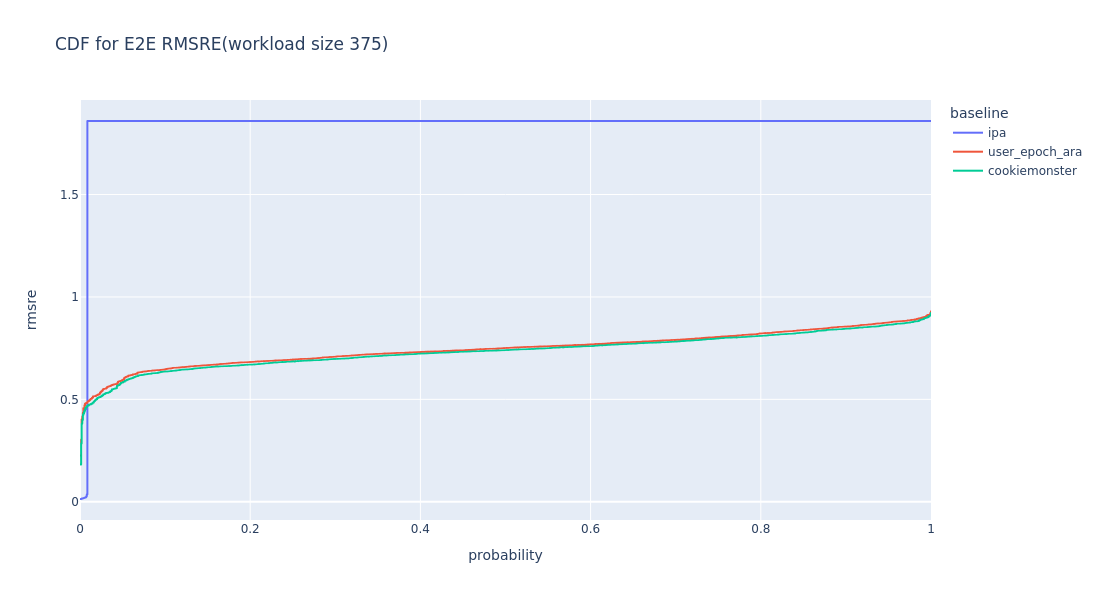 CDF for E2E RMSRE(workload size 375)
baseline
ipa
user_epoch_ara
cookiemonster
rmsre
1.5
1
0.5
0
0 0.2 0.4 0.6 0.8 1
probability